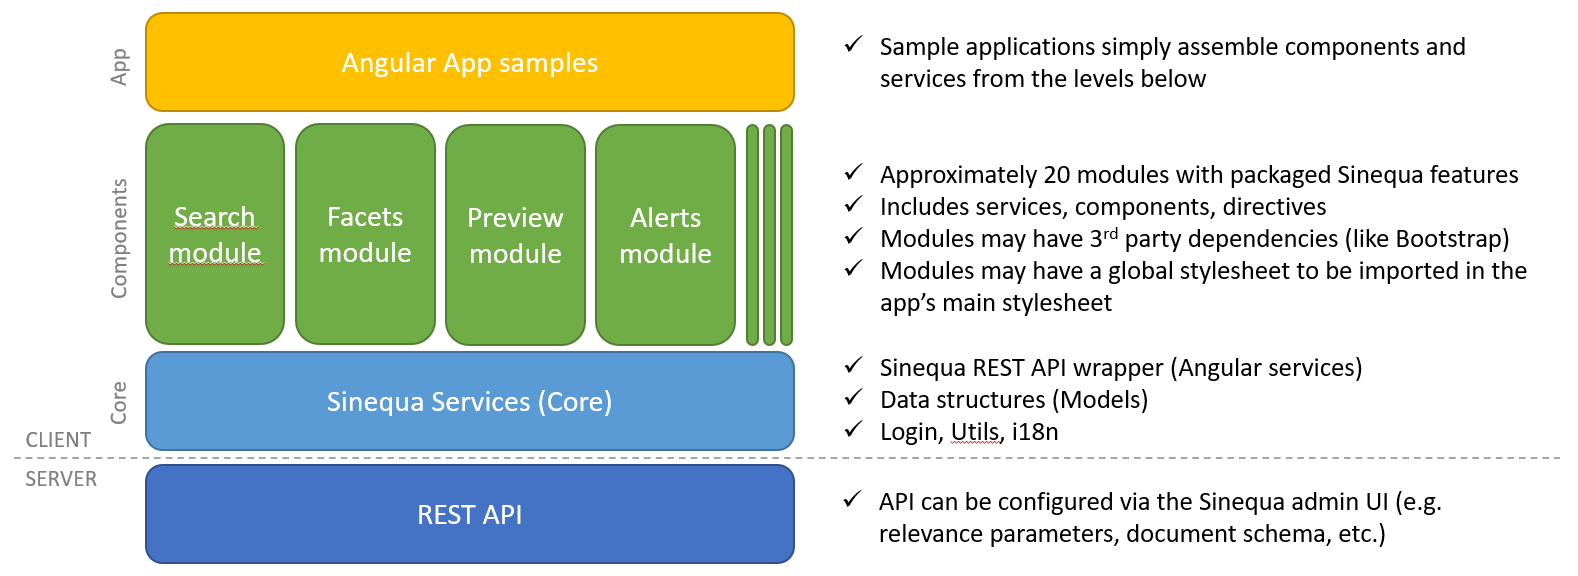 App
Angular App samples
✓ Sample applications simply assemble components and
services from the levels below
Components
Search
module
Facets
module
Preview
module
Alerts
module
✓ Approximately 20 modules with packaged Sinequa features
✓ Includes services, components, directives
✓ Modules may have 3rd party dependencies (like Bootstrap)
✓ Modules may have a global stylesheet to be imported in the
app’s main stylesheet
Core
Sinequa Services (Core)
✓ Sinequa REST API wrapper (Angular services)
✓ Data structures (Models)
✓ Login, Utils, i18n
CLIENT
SERVER
REST API
✓ API can be configured via the Sinequa admin UI (e.g.
relevance parameters, document schema, etc.)